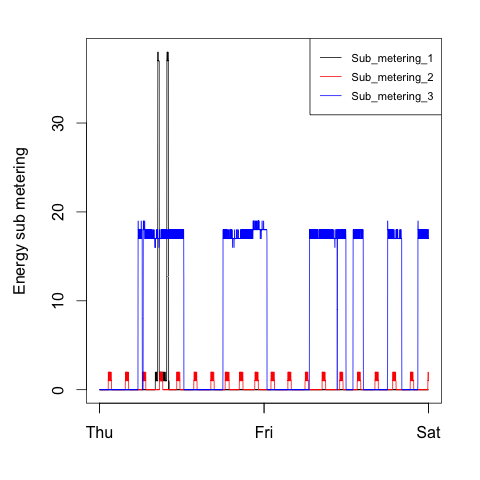 Sub_metering_1
Sub_metering_2
Sub_metering_3
Energy sub metering
30
20
10
0
Thu Fri Sat